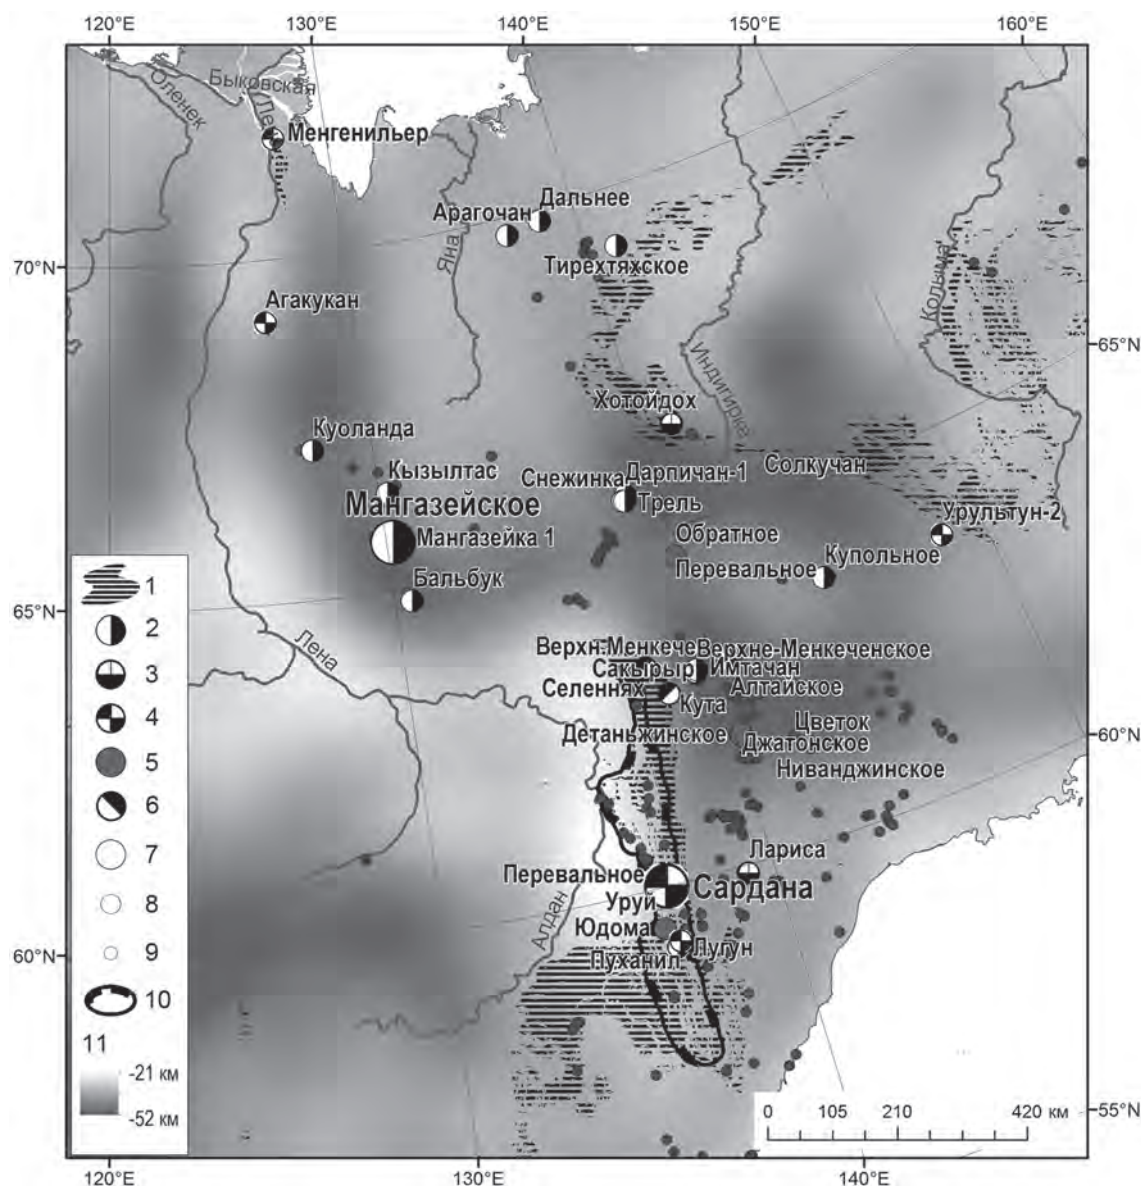 120°E 130°E 140°E 150°E 160°E
Оленек
Быковская
Ле
Менгенильер
Дальнее
Арагочан
Яна
Тирехтяхское
70°N
Колыма
Агакукан
65°N
Индигирка
Хотойдох
Куоланда
Кызылтас
Дарпичан-1
Снежинка
Солкучан
Трель
Мангазейское
Урультун-2
Мангазейка 1
Обратное
Купольное
Перевальное
Бальбук
65°N
Лена
Верхн.Менкече
Верхне-Менкеченское
Сакырыр
Имтачан
Селеннях
Алтайское
Кута
Цветок
Детаньжинское
Джатонское
60°N
Ниванджинское
Лариса
Перевальное
Сардана
Уруй
Алдан
Юдома
Лугун
Пуханил
60°N
1
2
3
4
5
6
7
8
9
10
11
-21 км
-52 км
0 105 210 420 км
55°N
120°E 130°E 140°E